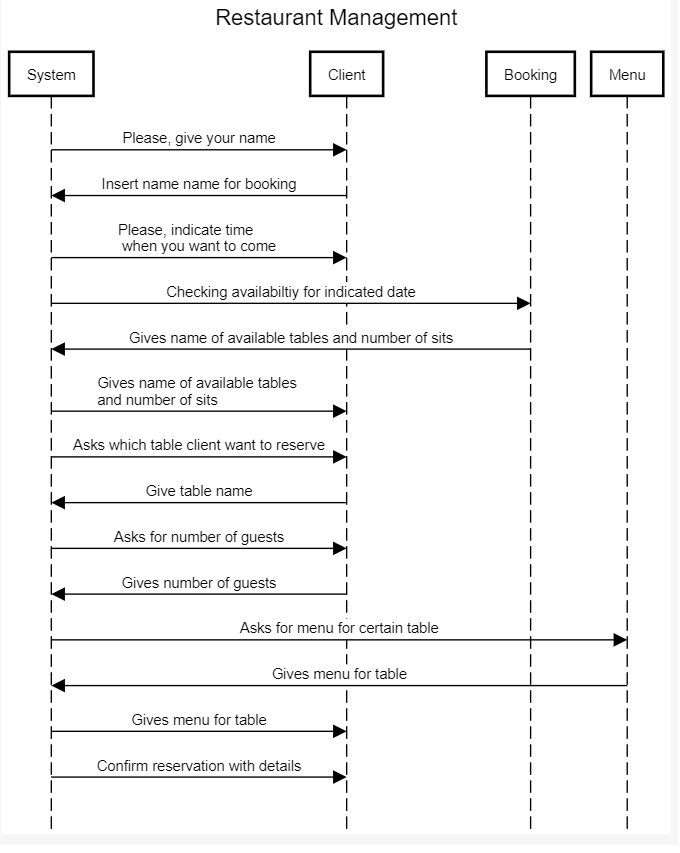 Restaurant Management
System
Client
Booking
Menu
Please, give your name
Insert name name for booking
Please, indicate time
when you want to come
Checking availabiltiy for indicated date
Gives name of available tables and number of sits
Gives name of available tables
and number of sits
Asks which table client want to reserve
Give table name
Asks for number of guests
Gives number of guests
Asks for menu for certain table
Gives menu for table
Gives menu for table
Confirm reservation with details